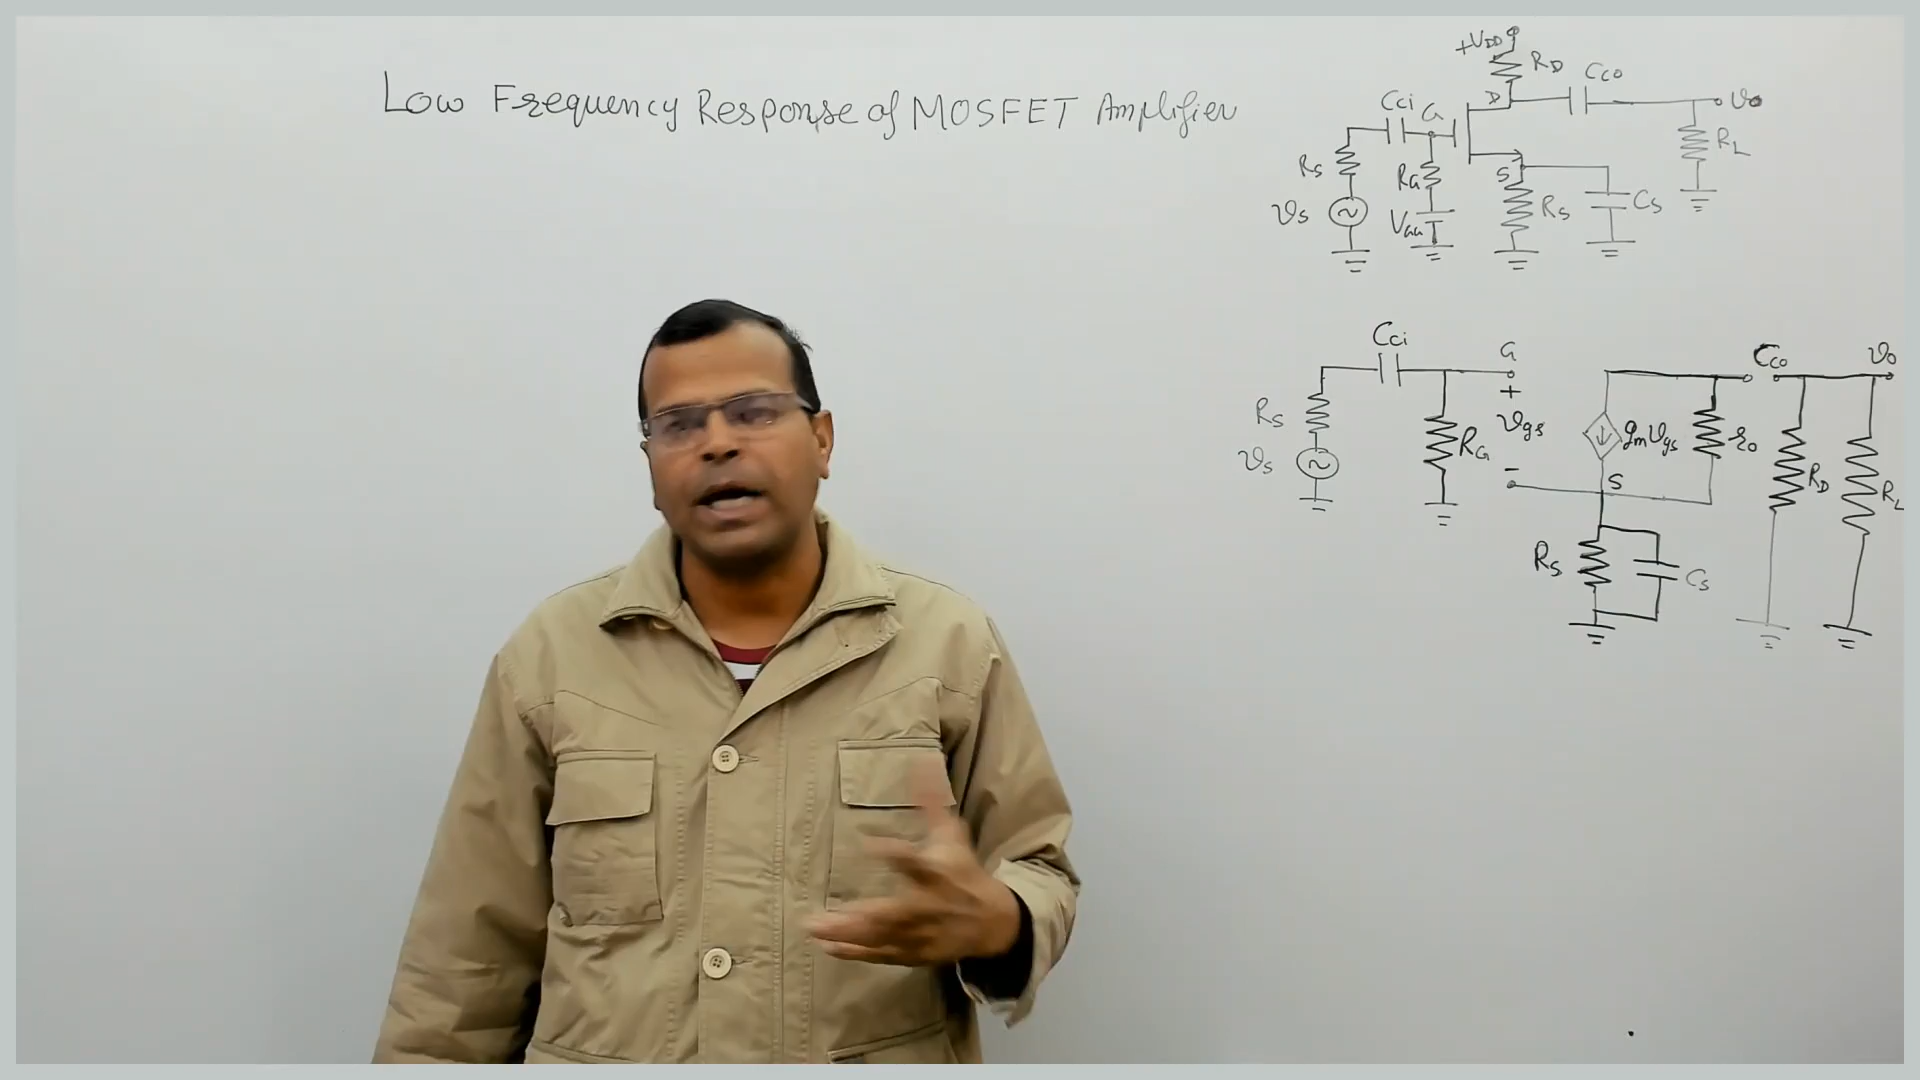 Low Frequency Response of MOSFET Amplifier
+VDD
RD
Cco
D
vo
Cci
G
RL
Rs
RG
S
Rs
Cs
vs
VGG
Cci
G
Cco
vo
+
Rs
vgs
gmvgs
ro
RG
RD
RL
vs
-
S
Rs
Cs